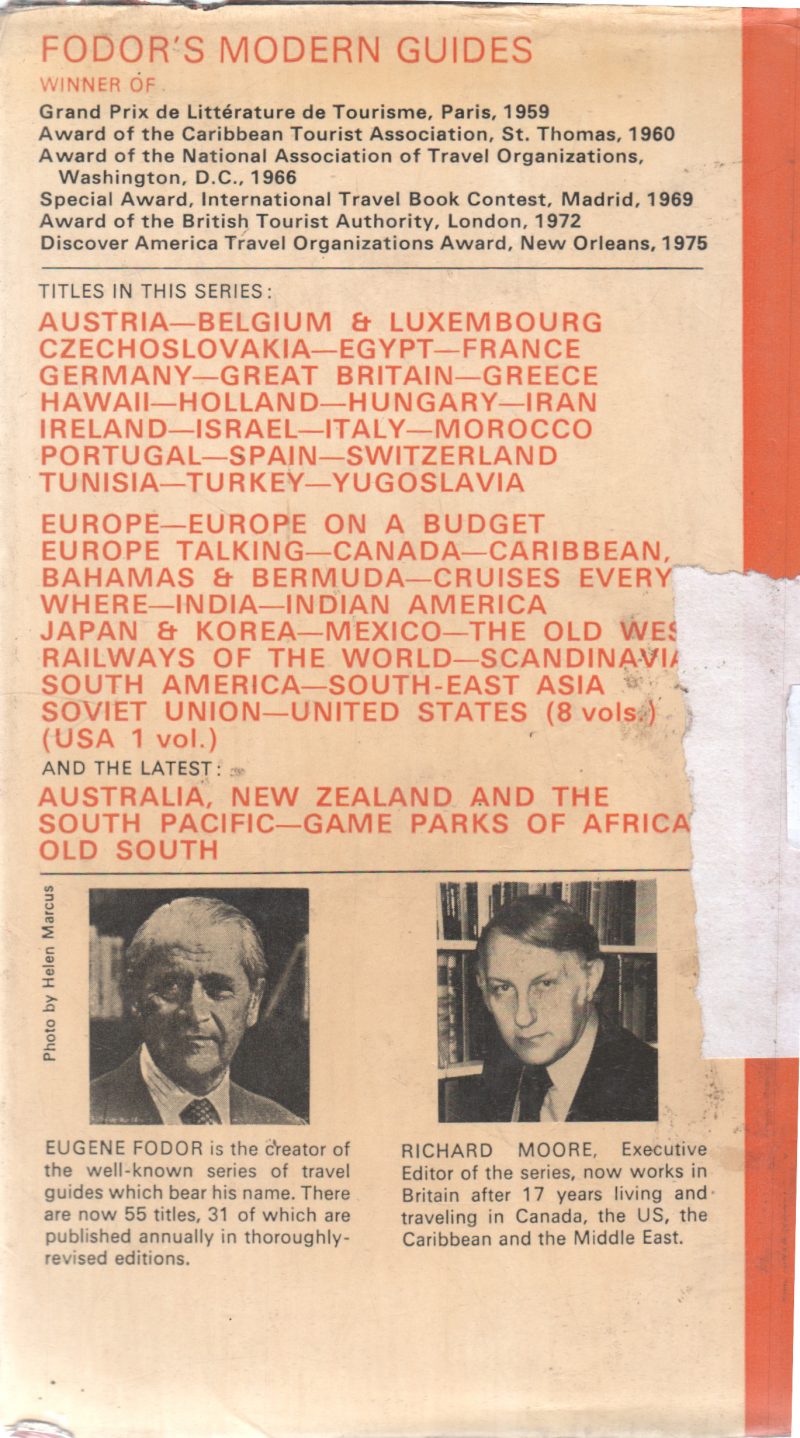 FODOR'S MODERN GUIDES
WINNER OF
Grand Prix de Littérature de Tourisme, Paris, 1959
Award of the Caribbean Tourist Association, St. Thomas, 1960
Award of the National Association of Travel Organizations,
Washington, D.C., 1966
Special Award, International Travel Book Contest, Madrid, 1969
Award of the British Tourist Authority, London, 1972
Discover America Travel Organizations Award, New Orleans, 1975
TITLES IN THIS SERIES:
AUSTRIA—BELGIUM & LUXEMBOURG
CZECHOSLOVAKIA—EGYPT—FRANCE
GERMANY—GREAT BRITAIN—GREECE
HAWAII—HOLLAND—HUNGARY—IRAN
IRELAND—ISRAEL—ITALY—MOROCCO
PORTUGAL—SPAIN—SWITZERLAND
TUNISIA—TURKEY—YUGOSLAVIA
EUROPE—EUROPE ON A BUDGET
EUROPE TALKING—CANADA—CARIBBEAN,
BAHAMAS & BERMUDA—CRUISES EVERY
WHERE—INDIA—INDIAN AMERICA
JAPAN & KOREA—MEXICO—THE OLD WES
RAILWAYS OF THE WORLD—SCANDINAVIA
SOUTH AMERICA—SOUTH-EAST ASIA
SOVIET UNION—UNITED STATES (8 vols.)
(USA 1 vol.)
AND THE LATEST:
AUSTRALIA, NEW ZEALAND AND THE
SOUTH PACIFIC—GAME PARKS OF AFRICA
OLD SOUTH
Photo by Helen Marcus
EUGENE FODOR is the creator of
the well-known series of travel
guides which bear his name. There
are now 55 titles, 31 of which are
published annually in thoroughly-
revised editions.
RICHARD MOORE, Executive
Editor of the series, now works in
Britain after 17 years living and
traveling in Canada, the US, the
Caribbean and the Middle East.